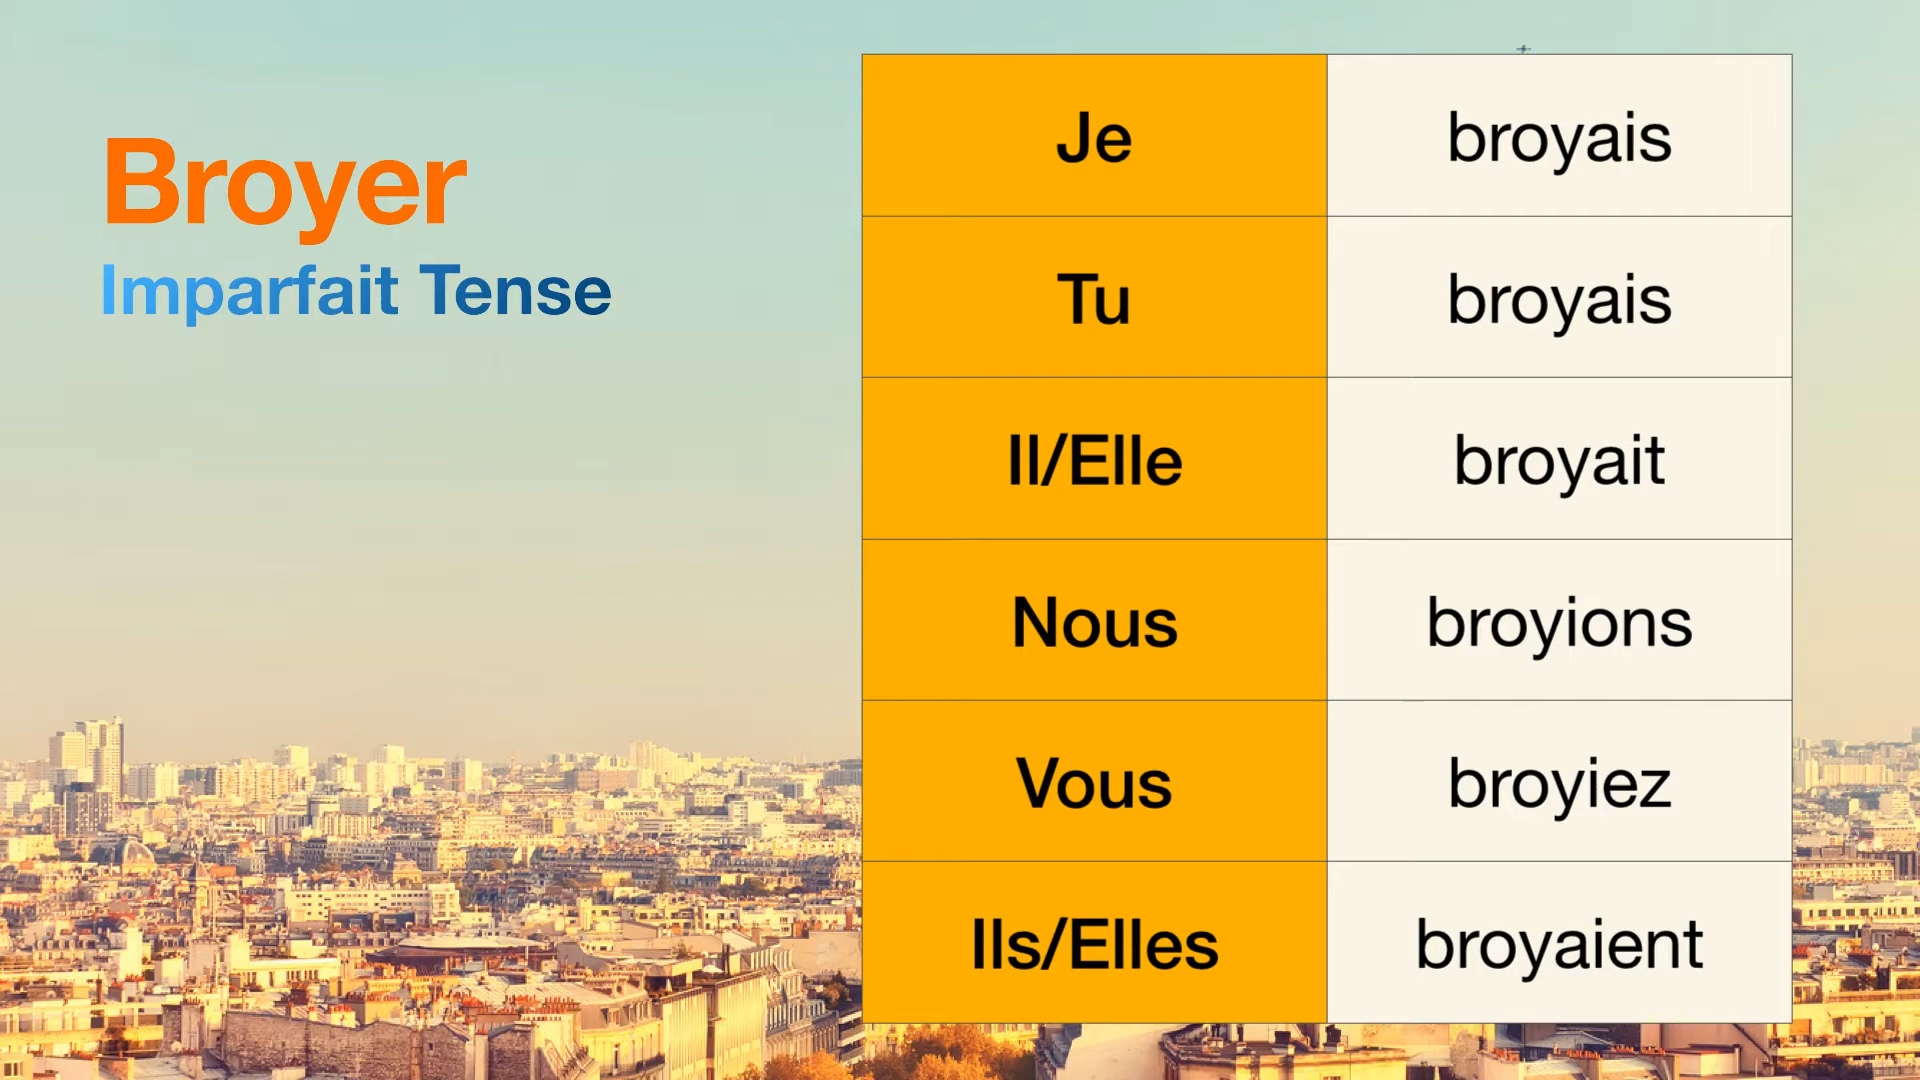 Broyer
Imparfait Tense
Je broyais
Tu broyais
Il/Elle broyait
Nous broyions
Vous broyiez
Ils/Elles broyaient